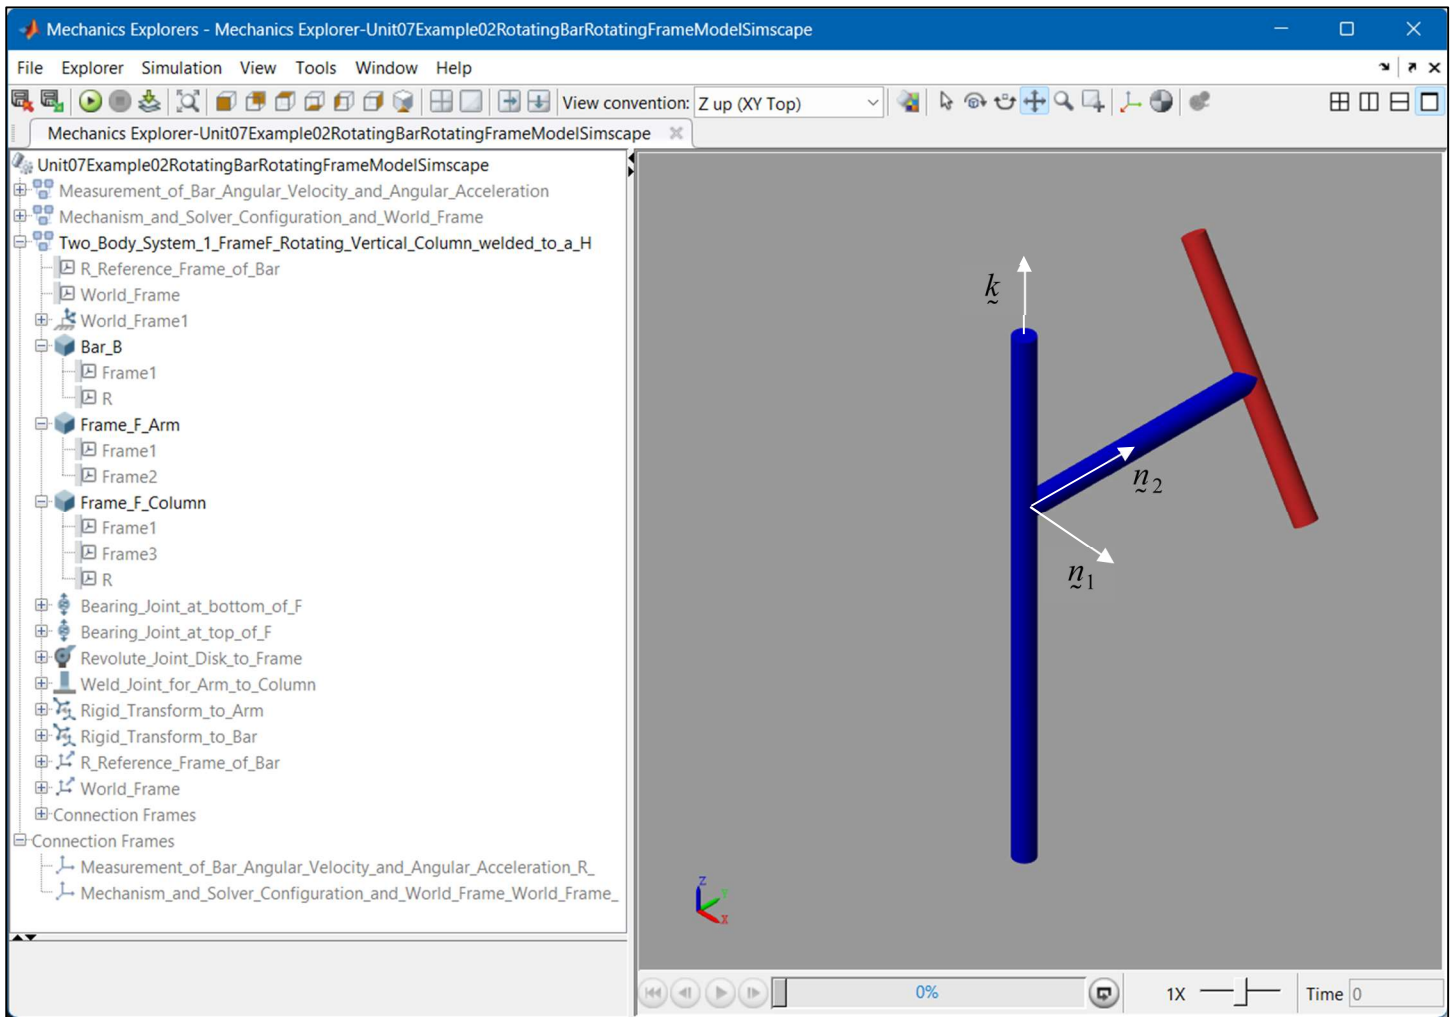 Mechanics Explorers - Mechanics Explorer-Unit07Example02RotatingBarRotatingFrameModelSimscape
File Explorer Simulation View Tools Window Help
View convention: Z up (XY Top)
Mechanics Explorer-Unit07Example02RotatingBarRotatingFrameModelSimscape
Unit07Example02RotatingBarRotatingFrameModelSimscape
Measurement_of_Bar_Angular_Velocity_and_Angular_Acceleration
Mechanism_and_Solver_Configuration_and_World_Frame
Two_Body_System_1_FrameF_Rotating_Vertical_Column_welded_to_a_H
R_Reference_Frame_of_Bar
World_Frame
World_Frame1
Bar_B
Frame1
R
Frame_F_Arm
Frame1
Frame2
Frame_F_Column
Frame1
Frame3
R
Bearing_Joint_at_bottom_of_F
Bearing_Joint_at_top_of_F
Revolute_Joint_Disk_to_Frame
Weld_Joint_for_Arm_to_Column
Rigid_Transform_to_Arm
Rigid_Transform_to_Bar
R_Reference_Frame_of_Bar
World_Frame
Connection Frames
Connection Frames
Measurement_of_Bar_Angular_Velocity_and_Angular_Acceleration_R_
Mechanism_and_Solver_Configuration_and_World_Frame_World_Frame_
k
n 2
n 1
Z
Y
X
0% 1X Time 0